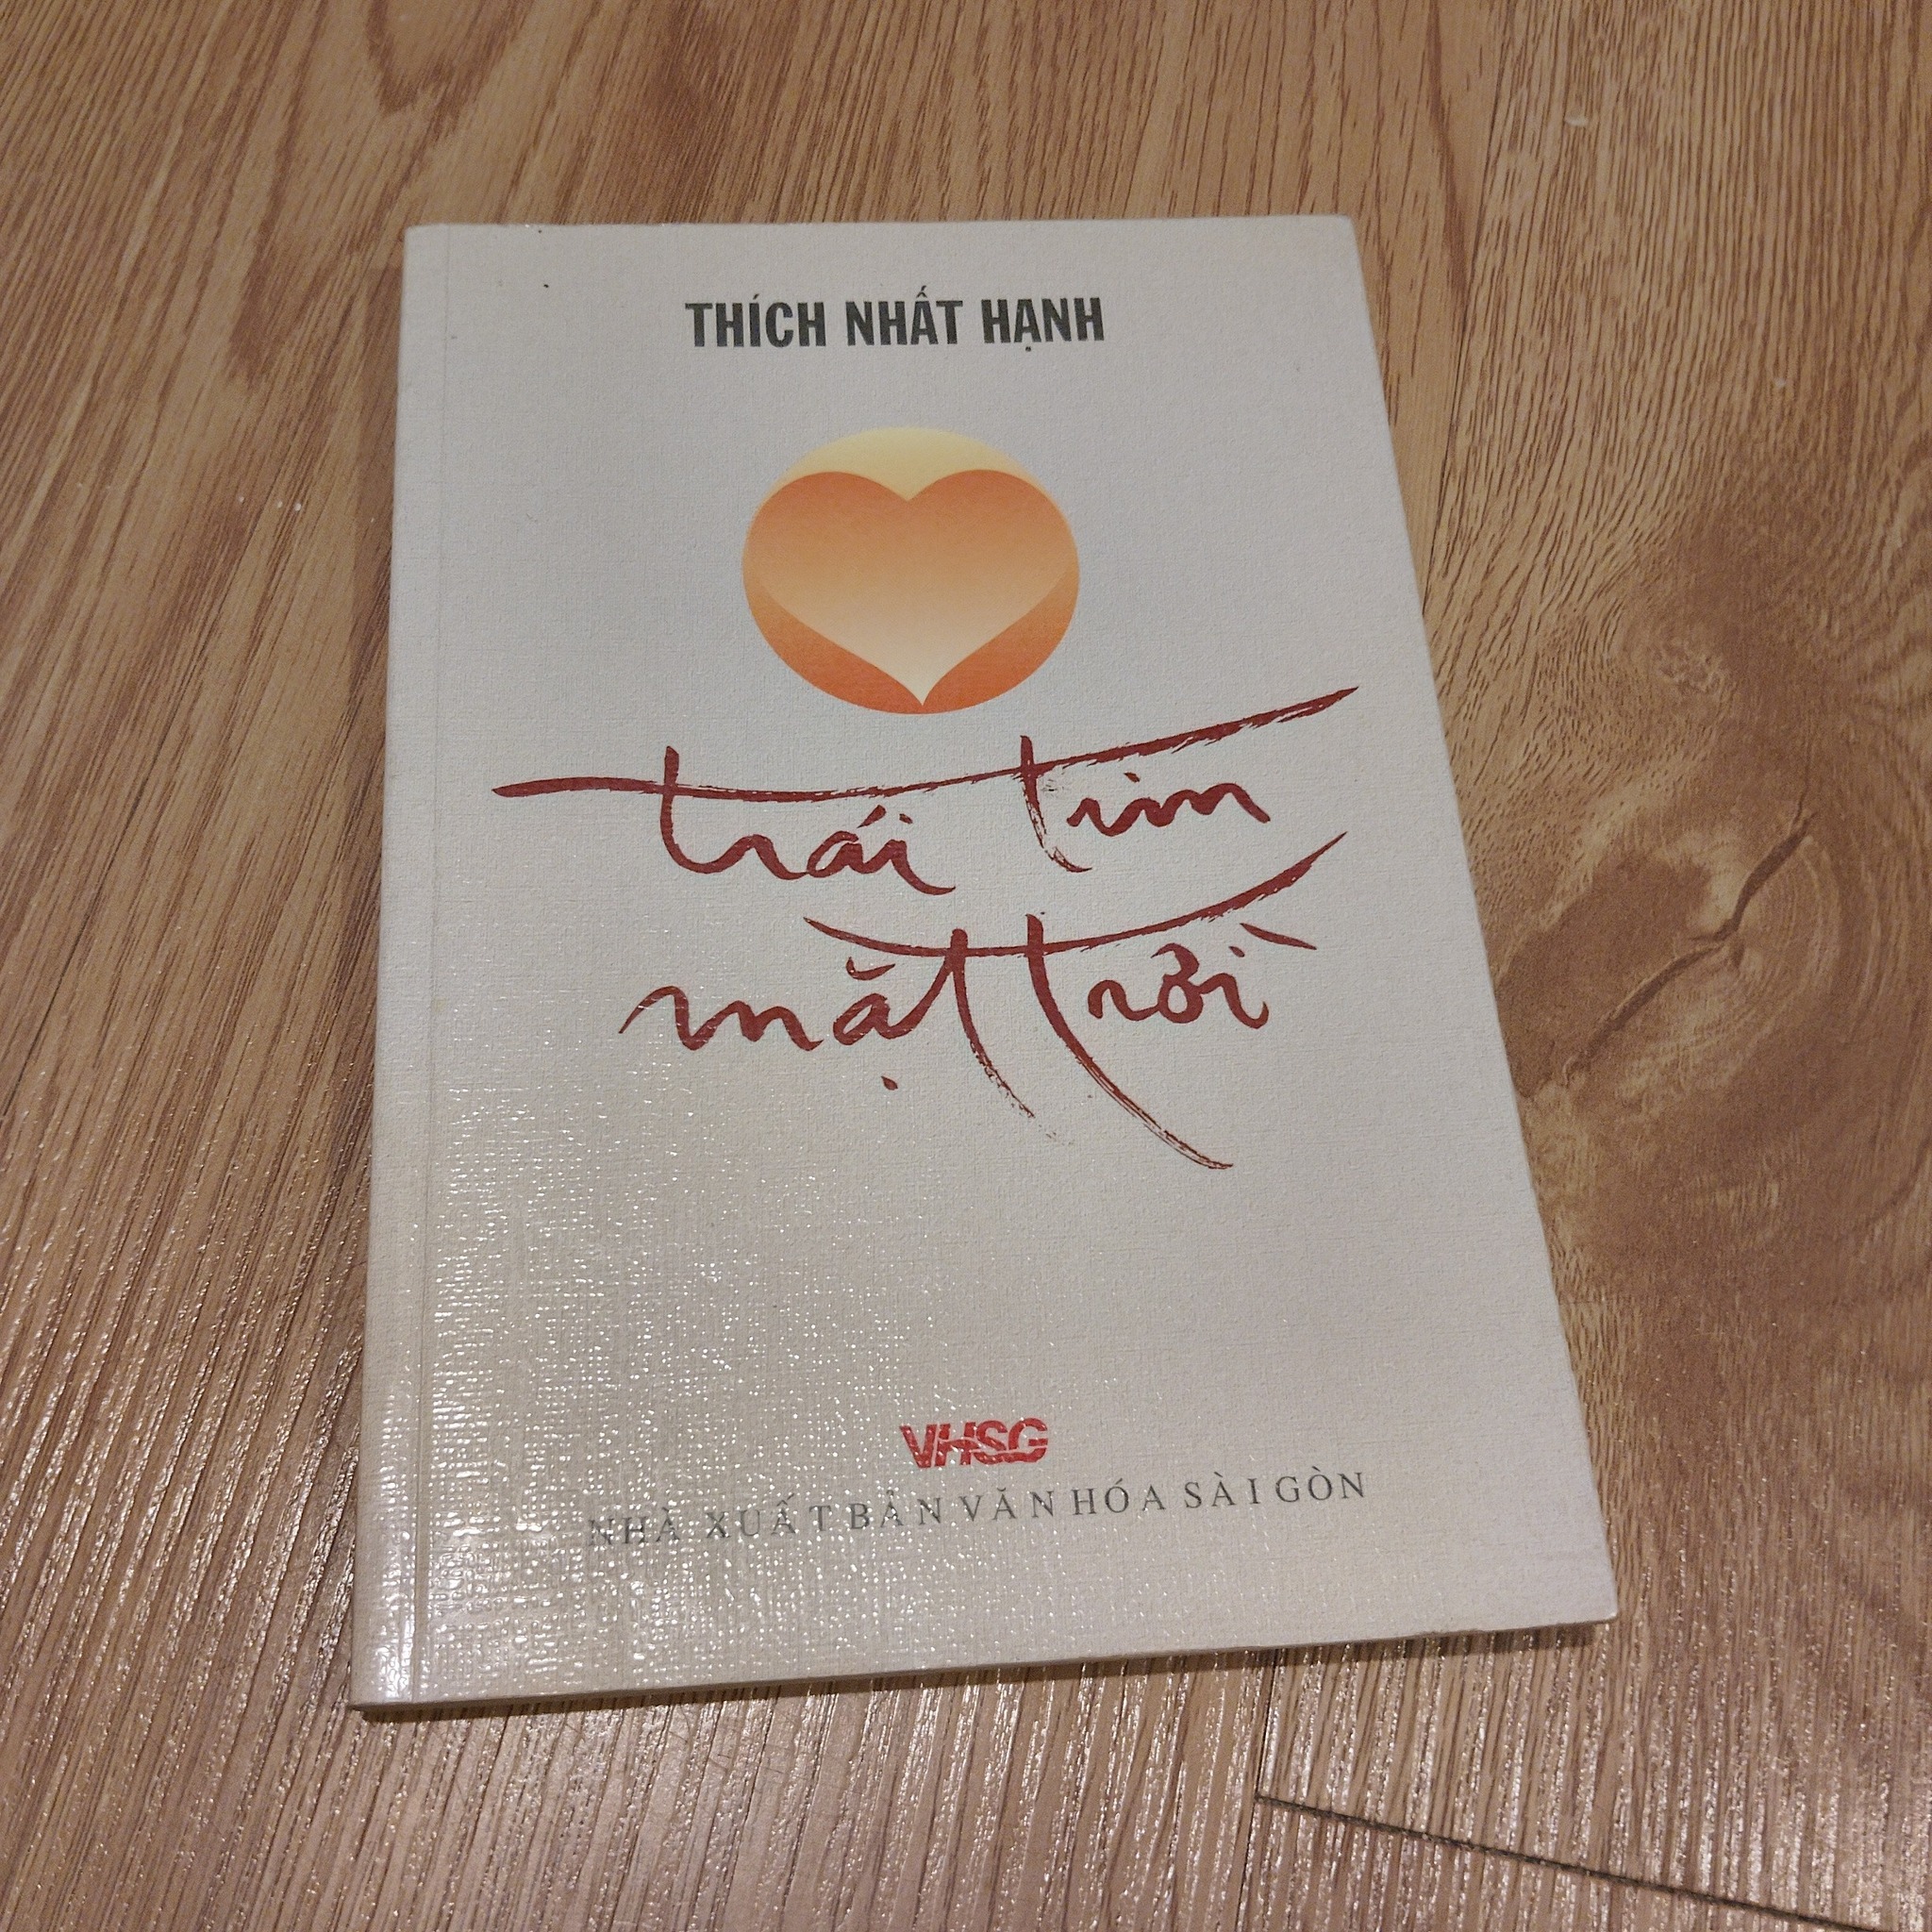 THÍCH NHẤT HẠNH
trái tim
mặt trời
VHSG
NHÀ XUẤT BẢN VĂN HÓA SÀI GÒN